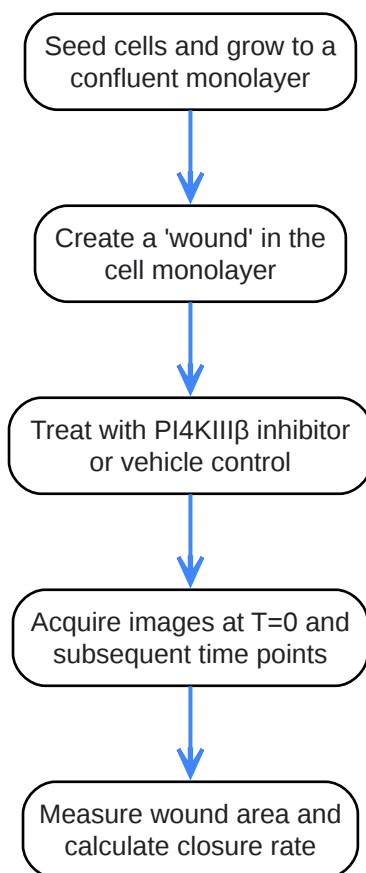 Seed cells and grow to a
confluent monolayer
Create a 'wound' in the
cell monolayer
Treat with PI4KIIIβ inhibitor
or vehicle control
Acquire images at T=0 and
subsequent time points
Measure wound area and
calculate closure rate